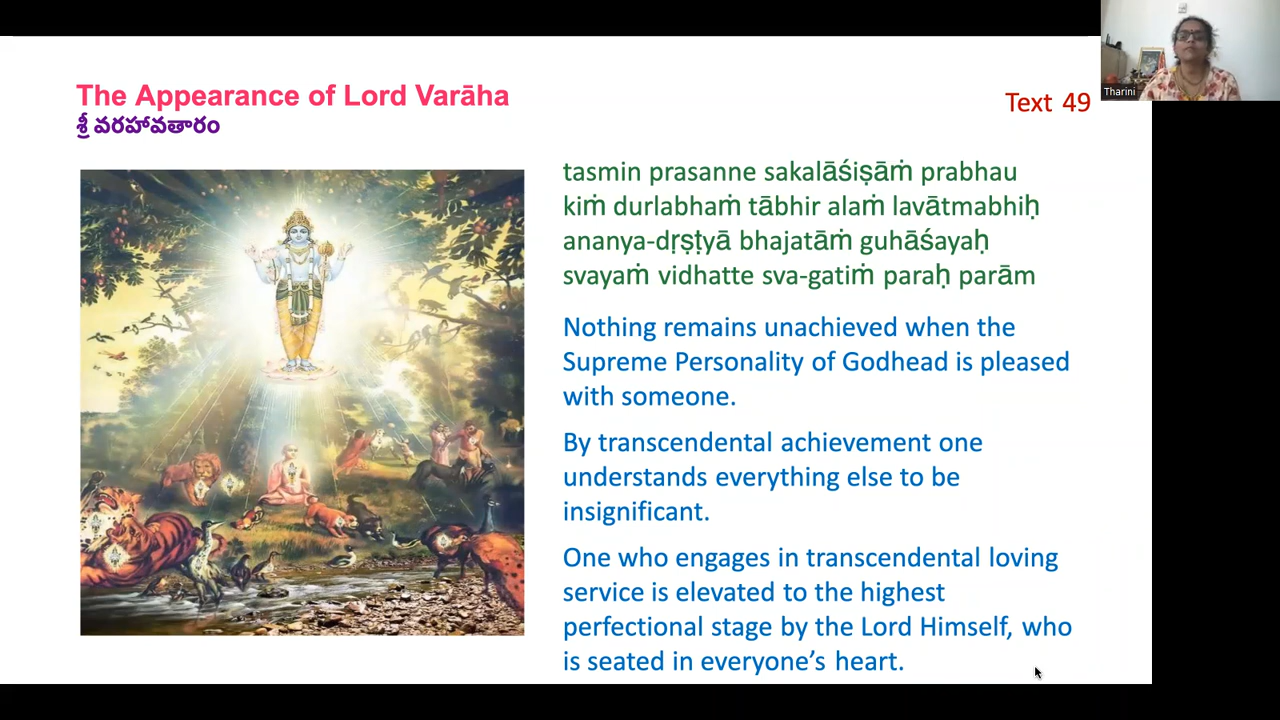 The Appearance of Lord Varāha
శ్రీ వరహావతారం
Text 49
Tharini
tasmin prasanne sakalāśiṣāṁ prabhau
kiṁ durlabhaṁ tābhir alaṁ lavātmabhiḥ
ananya-dṛṣṭyā bhajatāṁ guhāśayaḥ
svayaṁ vidhatte sva-gatiṁ paraḥ parām
Nothing remains unachieved when the
Supreme Personality of Godhead is pleased
with someone.
By transcendental achievement one
understands everything else to be
insignificant.
One who engages in transcendental loving
service is elevated to the highest
perfectional stage by the Lord Himself, who
is seated in everyone’s heart.